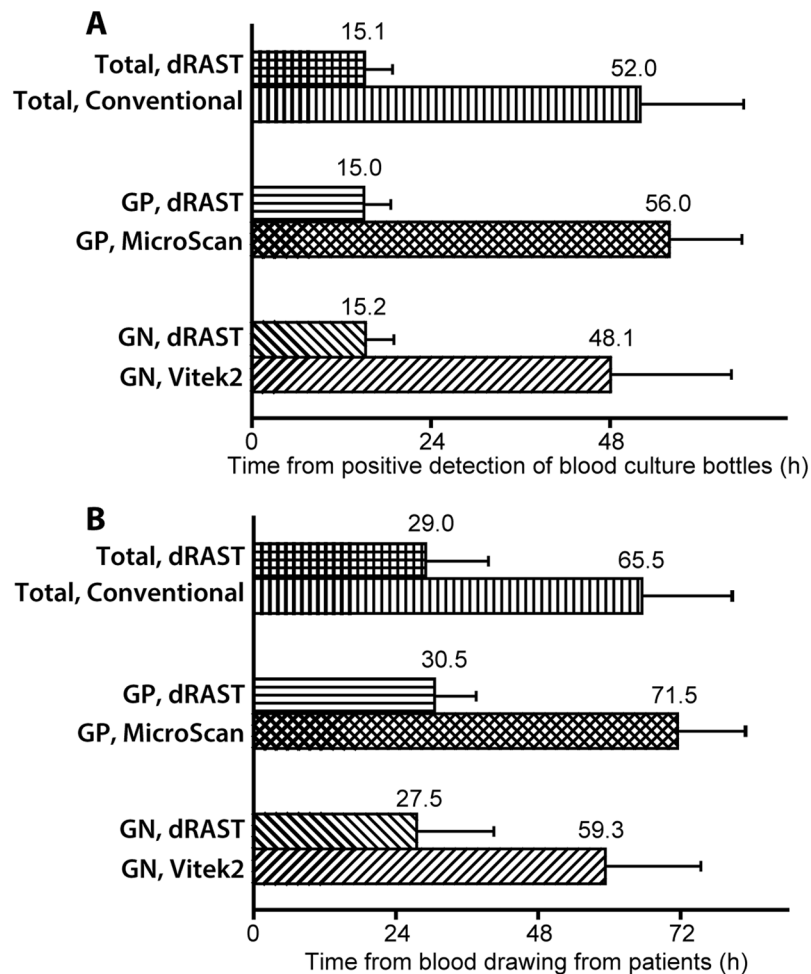 A
15.1
Total, dRAST
52.0
Total, Conventional
15.0
GP, dRAST
56.0
GP, MicroScan
15.2
GN, dRAST
48.1
GN, Vitek2
0 24 48
Time from positive detection of blood culture bottles (h)
B
29.0
Total, dRAST
65.5
Total, Conventional
30.5
GP, dRAST
71.5
GP, MicroScan
27.5
GN, dRAST
59.3
GN, Vitek2
0 24 48 72
Time from blood drawing from patients (h)